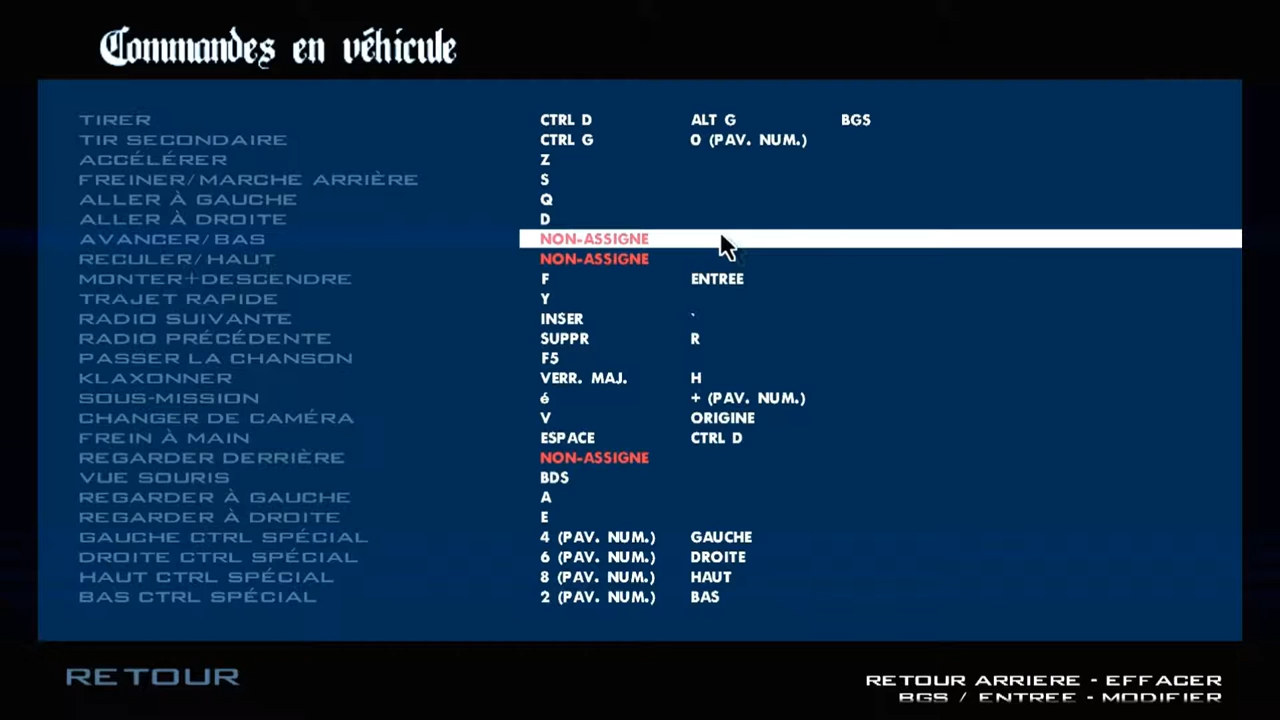 Commandes en véhicule
TIRER CTRL D ALT G BGS
TIR SECONDAIRE CTRL G 0 (PAV. NUM.)
ACCÉLÉRER Z
FREINER/MARCHE ARRIÈRE S
ALLER À GAUCHE Q
ALLER À DROITE D
AVANCER/BAS NON-ASSIGNE
RECULER/HAUT NON-ASSIGNE
MONTER+DESCENDRE F ENTREE
TRAJET RAPIDE Y
RADIO SUIVANTE INSER `
RADIO PRÉCÉDENTE SUPPR R
PASSER LA CHANSON F5
KLAXONNER VERR. MAJ. H
SOUS-MISSION é + (PAV. NUM.)
CHANGER DE CAMÉRA V ORIGINE
FREIN À MAIN ESPACE CTRL D
REGARDER DERRIÈRE NON-ASSIGNE
VUE SOURIS BDS
REGARDER À GAUCHE A
REGARDER À DROITE E
GAUCHE CTRL SPÉCIAL 4 (PAV. NUM.) GAUCHE
DROITE CTRL SPÉCIAL 6 (PAV. NUM.) DROITE
HAUT CTRL SPÉCIAL 8 (PAV. NUM.) HAUT
BAS CTRL SPÉCIAL 2 (PAV. NUM.) BAS
RETOUR
RETOUR ARRIERE - EFFACER
BGS / ENTREE - MODIFIER